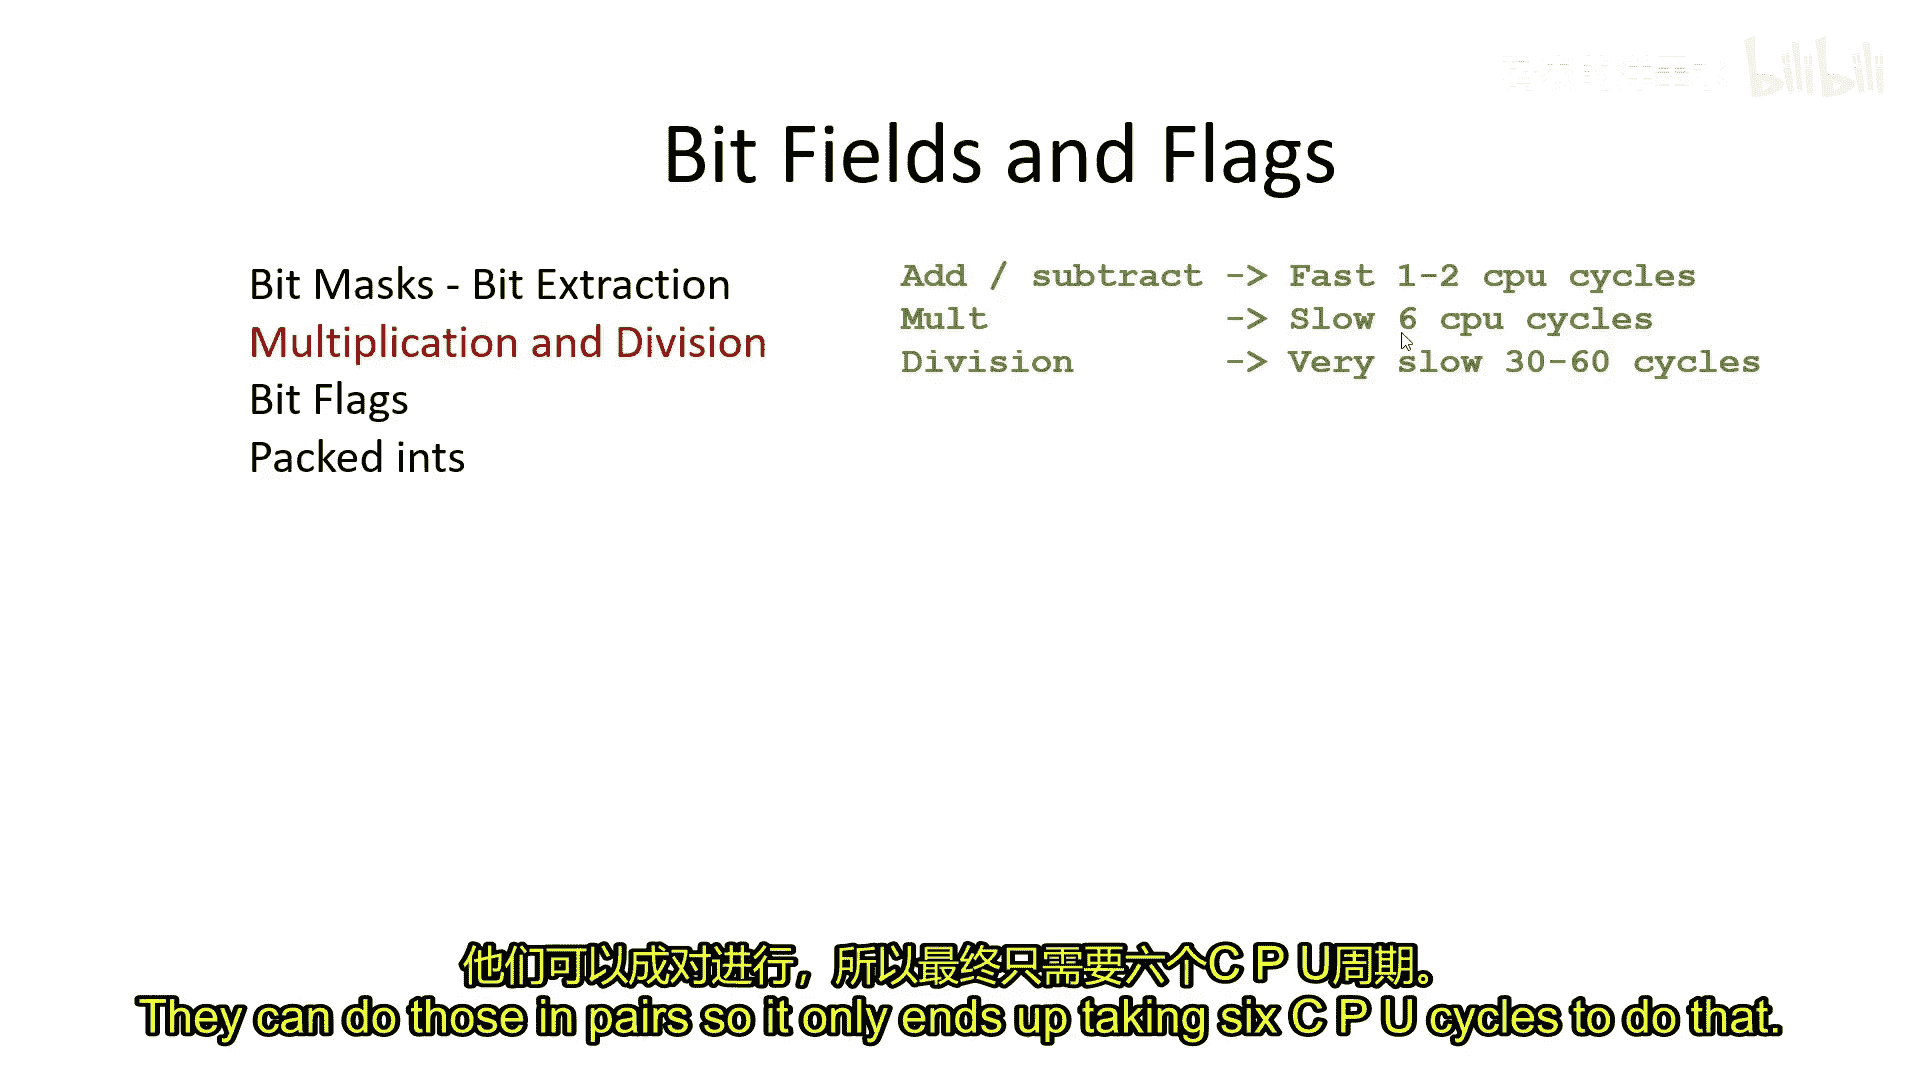 bilibili
Bit Fields and Flags
Bit Masks - Bit Extraction
Multiplication and Division
Bit Flags
Packed ints
Add / subtract -> Fast 1-2 cpu cycles
Mult -> Slow 6 cpu cycles
Division -> Very slow 30-60 cycles
他们可以成对进行，所以最终只需要六个C P U周期。
They can do those in pairs so it only ends up taking six C P U cycles to do that.